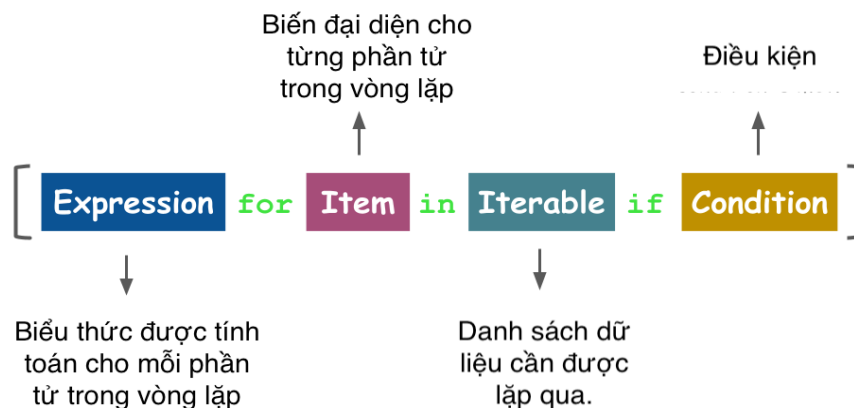 Biến đại diện cho
từng phần tử
trong vòng lặp
Điều kiện
[ Expression for Item in Iterable if Condition ]
Biểu thức được tính
toán cho mỗi phần
tử trong vòng lặp
Danh sách dữ
liệu cần được
lặp qua.